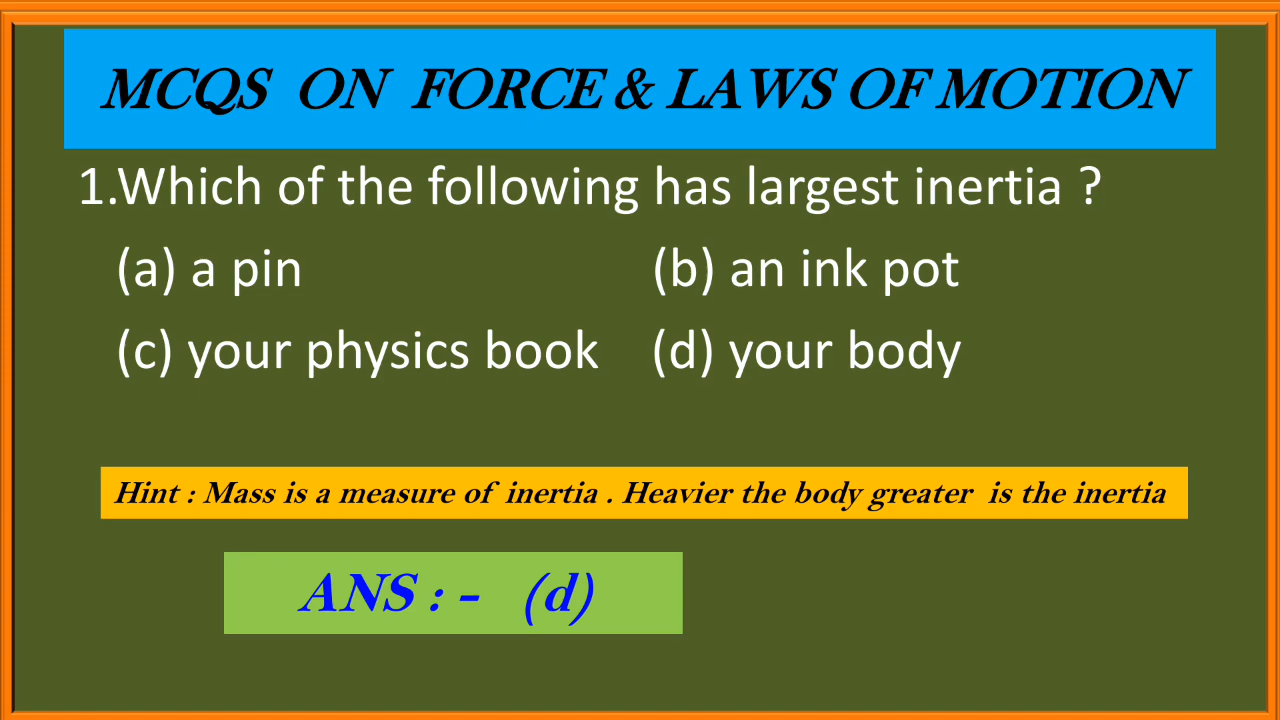 MCQS ON FORCE & LAWS OF MOTION
1.Which of the following has largest inertia ?
(a) a pin (b) an ink pot
(c) your physics book (d) your body
Hint : Mass is a measure of inertia . Heavier the body greater is the inertia
ANS : - (d)